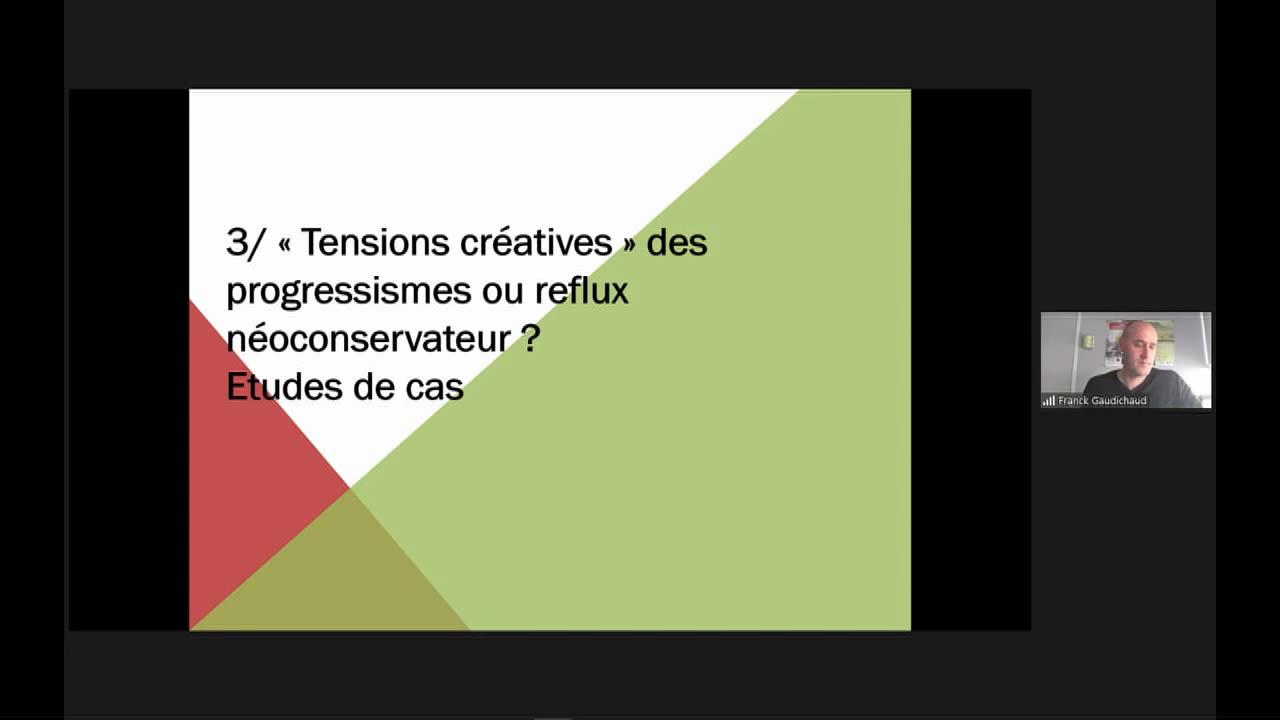 3/ « Tensions créatives » des
progressismes ou reflux
néoconservateur ?
Etudes de cas
Franck Gaudichaud